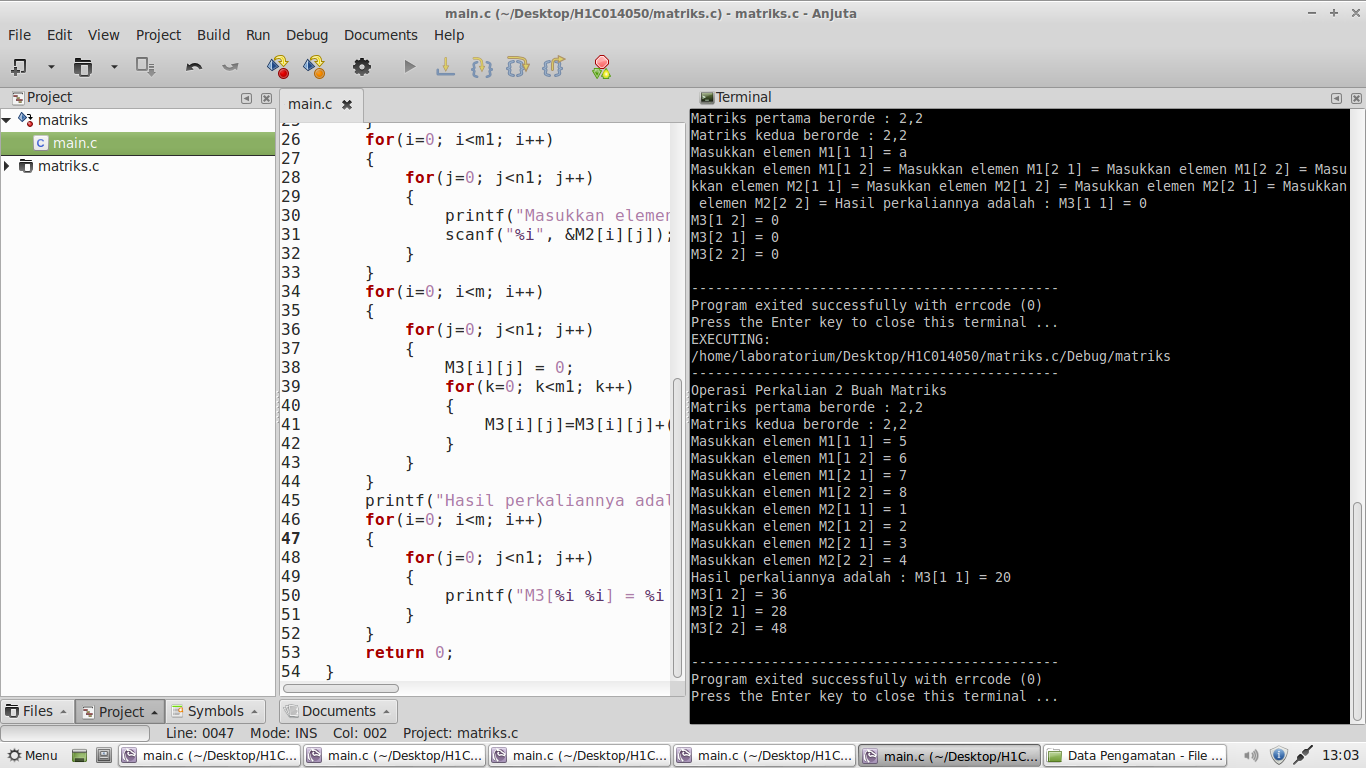 main.c (~/Desktop/H1C014050/matriks.c) - matriks.c - Anjuta
File Edit View Project Build Run Debug Documents Help
Project
matriks
main.c
matriks.c
main.c
26 for(i=0; i<m1; i++)
27 {
28 for(j=0; j<n1; j++)
29 {
30 printf("Masukkan elemen
31 scanf("%i", &M2[i][j]);
32 }
33 }
34 for(i=0; i<m; i++)
35 {
36 for(j=0; j<n1; j++)
37 {
38 M3[i][j] = 0;
39 for(k=0; k<m1; k++)
40 {
41 M3[i][j]=M3[i][j]+(
42 }
43 }
44 }
45 printf("Hasil perkaliannya adal
46 for(i=0; i<m; i++)
47 {
48 for(j=0; j<n1; j++)
49 {
50 printf("M3[%i %i] = %i
51 }
52 }
53 return 0;
54 }
Terminal
Matriks pertama berorde : 2,2
Matriks kedua berorde : 2,2
Masukkan elemen M1[1 1] = a
Masukkan elemen M1[1 2] = Masukkan elemen M1[2 1] = Masukkan elemen M1[2 2] = Masu
kkan elemen M2[1 1] = Masukkan elemen M2[1 2] = Masukkan elemen M2[2 1] = Masukkan
elemen M2[2 2] = Hasil perkaliannya adalah : M3[1 1] = 0
M3[1 2] = 0
M3[2 1] = 0
M3[2 2] = 0
----------------------------------------------
Program exited successfully with errcode (0)
Press the Enter key to close this terminal ...
EXECUTING:
/home/laboratorium/Desktop/H1C014050/matriks.c/Debug/matriks
----------------------------------------------
Operasi Perkalian 2 Buah Matriks
Matriks pertama berorde : 2,2
Matriks kedua berorde : 2,2
Masukkan elemen M1[1 1] = 5
Masukkan elemen M1[1 2] = 6
Masukkan elemen M1[2 1] = 7
Masukkan elemen M1[2 2] = 8
Masukkan elemen M2[1 1] = 1
Masukkan elemen M2[1 2] = 2
Masukkan elemen M2[2 1] = 3
Masukkan elemen M2[2 2] = 4
Hasil perkaliannya adalah : M3[1 1] = 20
M3[1 2] = 36
M3[2 1] = 28
M3[2 2] = 48
----------------------------------------------
Program exited successfully with errcode (0)
Press the Enter key to close this terminal ...
Files Project Symbols Documents
Line: 0047 Mode: INS Col: 002 Project: matriks.c
Menu main.c (~/Desktop/H1C... main.c (~/Desktop/H1C... main.c (~/Desktop/H1C... main.c (~/Desktop/H1C... main.c (~/Desktop/H1C... Data Pengamatan - File ... 13:03